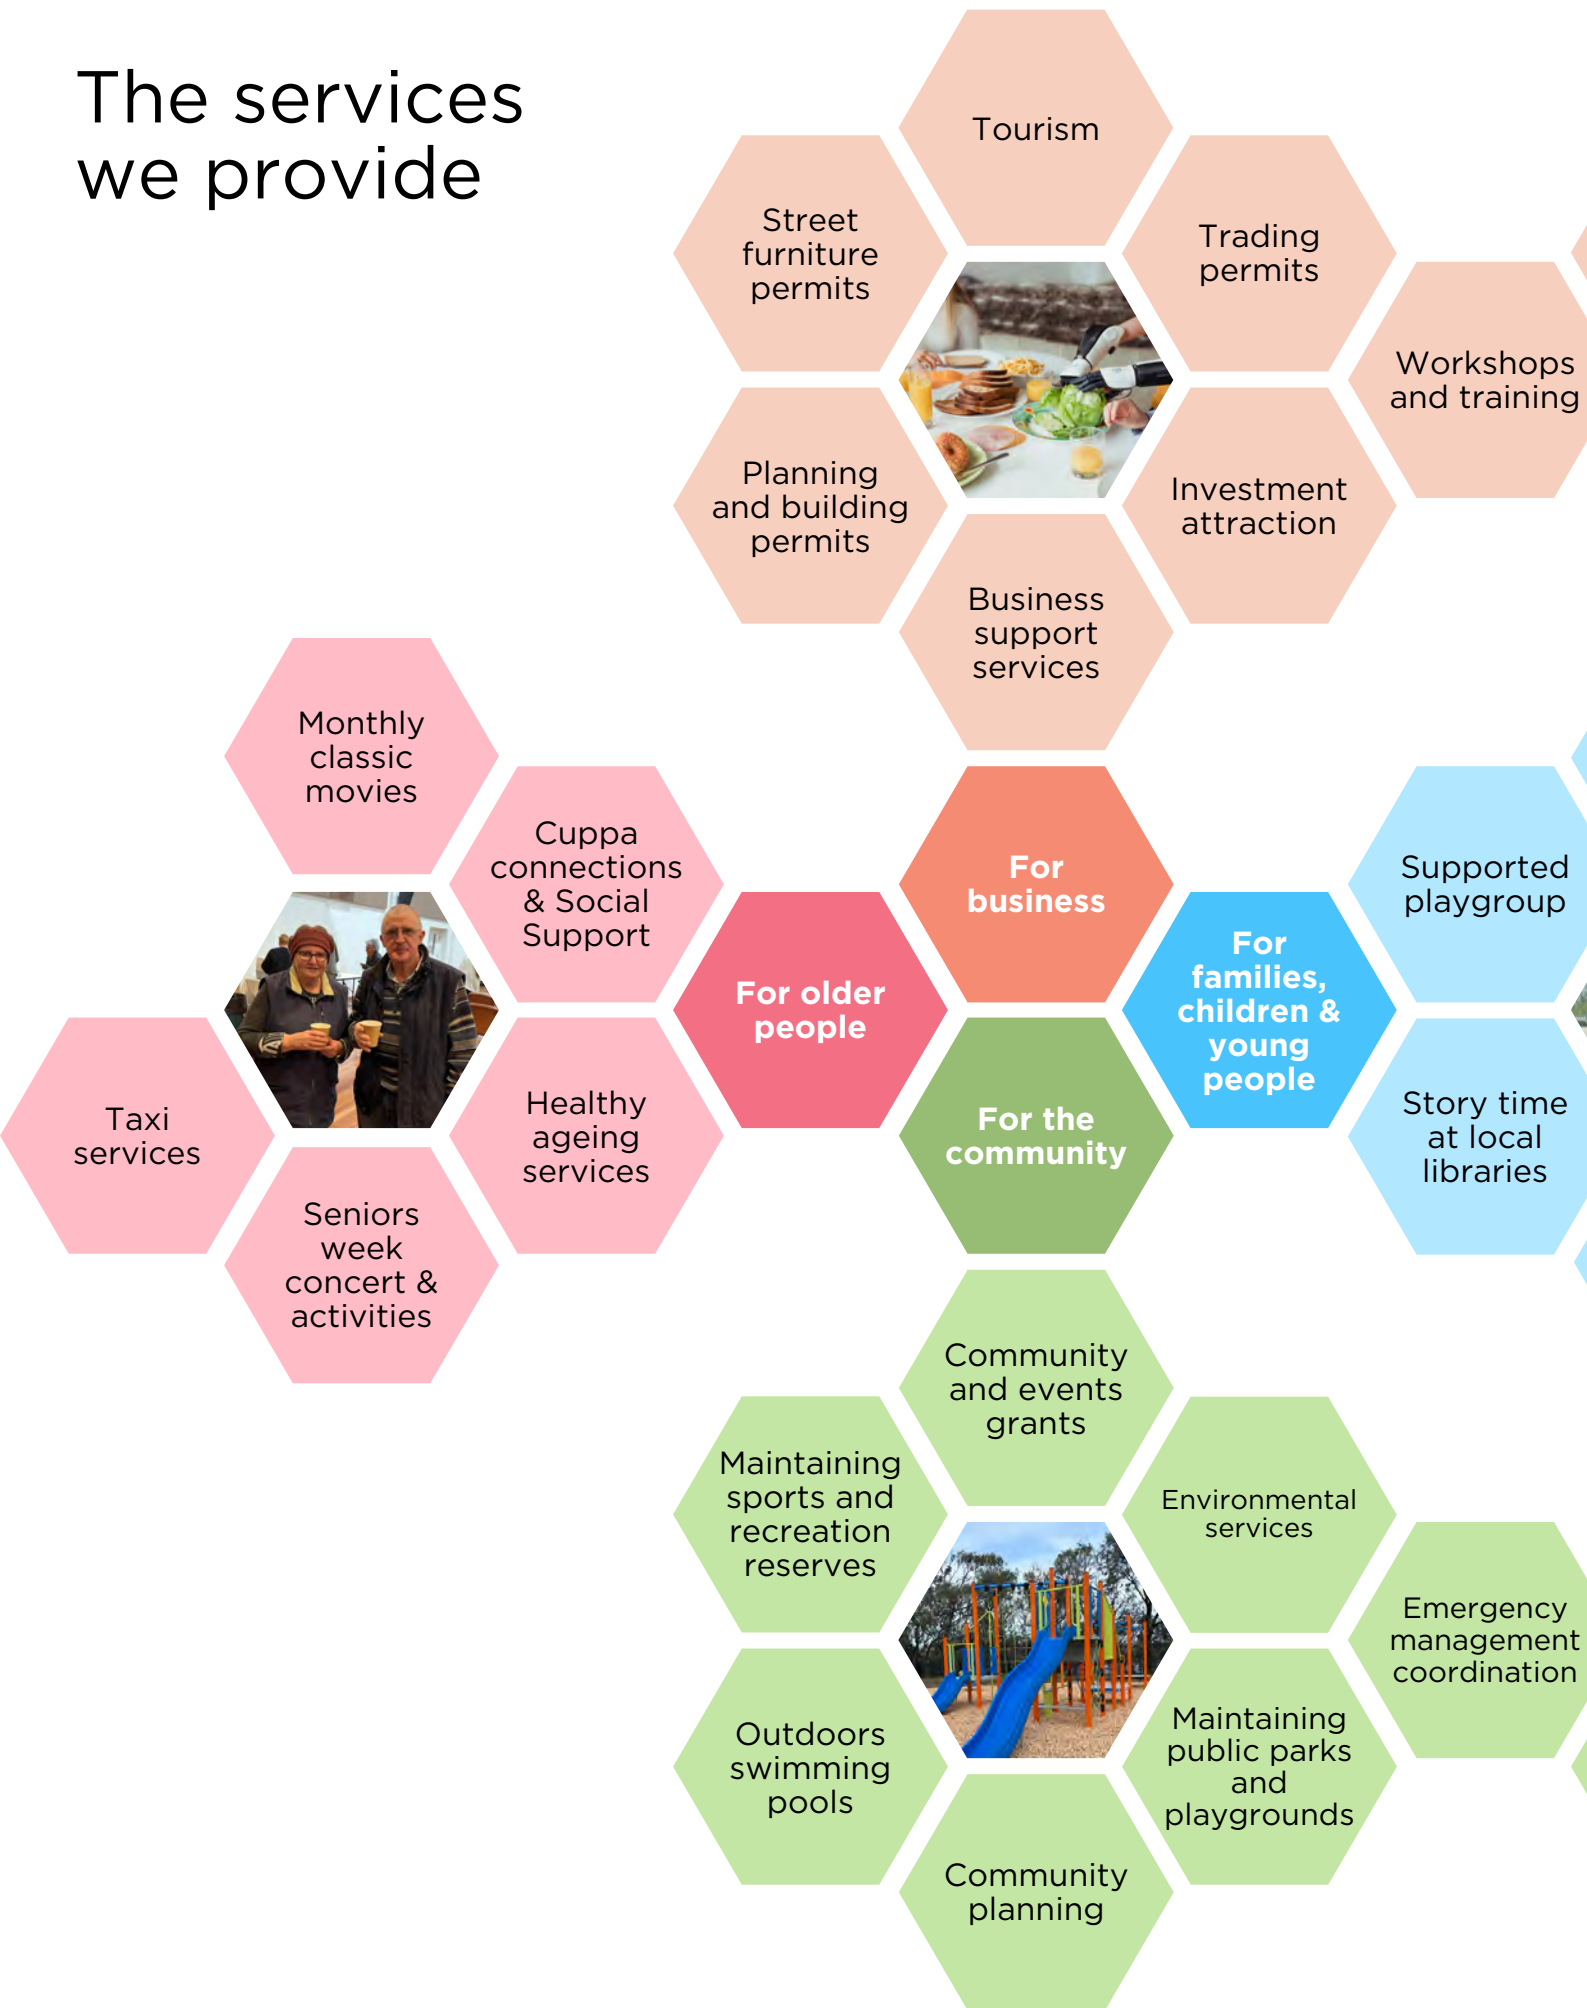 The services
we provide
Tourism
Street
furniture
permits
Trading
permits
Workshops
and training
Planning
and building
permits
Investment
attraction
Business
support
services
Monthly
classic
movies
Cuppa
connections
& Social
Support
For older
people
For
business
For
families,
children &
young
people
Supported
playgroup
Taxi
services
Healthy
ageing
services
For the
community
Story time
at local
libraries
Seniors
week
concert &
activities
Community
and events
grants
Maintaining
sports and
recreation
reserves
Environmental
services
Emergency
management
coordination
Outdoors
swimming
pools
Maintaining
public parks
and
playgrounds
Community
planning